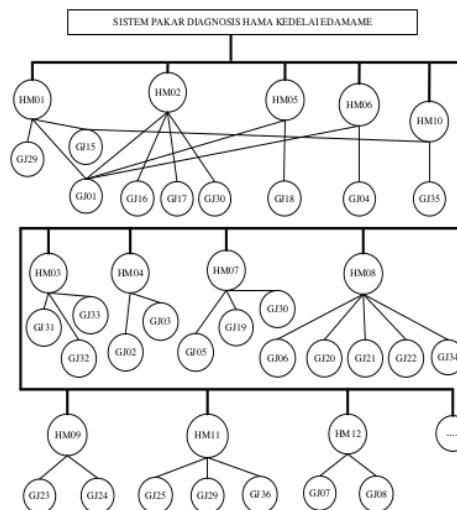 SISTEM PAKAR DIAGNOSIS HAMA KEDELAI EDAMAME
HM01 HM02 HM05 HM06 HM10
GJ29 GJ15
GJ01 GJ16 GJ17 GJ30 GJ18 GJ04 GJ35
HM03 HM04 HM07 HM08
GJ31 GJ33 GJ03 GJ19 GJ30
GJ32 GJ02 GJ05 GJ06 GJ20 GJ21 GJ22 GJ34
HM09 HM11 HM12 ....
GJ23 GJ24 GJ25 GJ29 GJ36 GJ07 GJ08